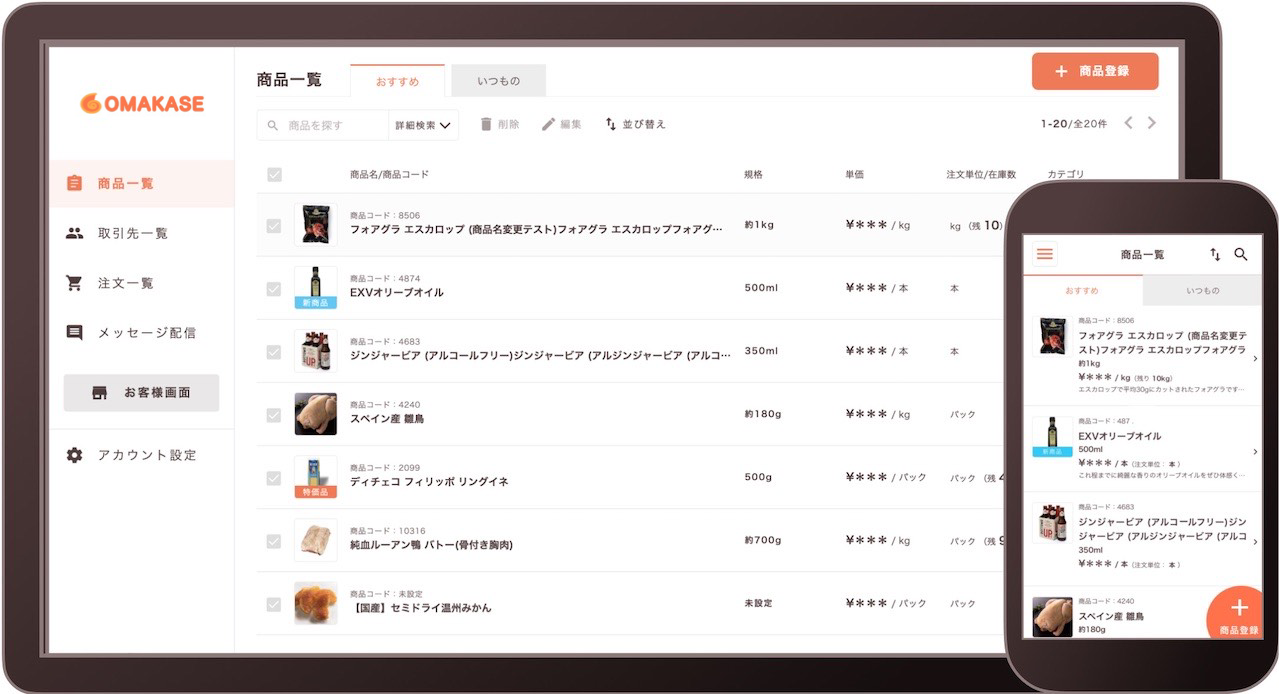 OMAKASE
商品一覧
取引先一覧
注文一覧
メッセージ配信
お客様画面
アカウント設定
商品一覧 おすすめ いつもの
+ 商品登録
商品を探す 詳細検索 削除 編集 並び替え
1-20/全20件
商品名/商品コード 規格 単価 注文単位/在庫数 カテゴリ
商品コード：8506
フォアグラ エスカロップ (商品名変更テスト)フォアグラ エスカロップフォアグ… 約1kg ¥*** / kg kg (残 10)
商品コード：4874
EXVオリーブオイル 500ml ¥*** / 本 本
新商品
商品コード：4683
ジンジャービア (アルコールフリー)ジンジャービア (アルジンジャービア (アルコ… 350ml ¥*** / 本 本
UP
商品コード：4240
スペイン産 雛鳥 約180g ¥*** / kg パック
商品コード：2099
ディチェコ フィリッポ リングイネ 500g ¥*** / パック パック (残
特価品
商品コード：10316
純血ルーアン鴨 バトー(骨付き胸肉) 約700g ¥*** / kg パック (残
商品コード：未設定
【国産】セミドライ温州みかん 未設定 ¥*** / パック パック
商品一覧
おすすめ いつもの
商品コード：8506
フォアグラ エスカロップ (商品名変更テ
スト)フォアグラ エスカロップフォアグラ
約1kg
¥*** / kg (残り 10kg)
エスカロップで平均30gにカットされたフォアグラです…
商品コード：487
EXVオリーブオイル
500ml
新商品
¥*** / 本 (注文単位： 本 )
これ程までに綺麗な香りのオリーブオイルをぜひ体感く…
商品コード：4683
ジンジャービア (アルコールフリー)ジン
ジャービア (アルジンジャービア (アルコ
UP
350ml
¥*** / 本 (注文単位： 本 )
商品コード：4240
スペイン産 雛鳥
約180g
+
商品登録